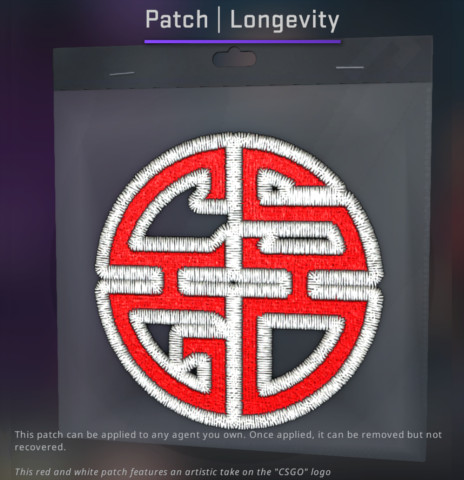 Patch | Longevity
This patch can be applied to any agent you own. Once applied, it can be removed but not
recovered.
This red and white patch features an artistic take on the "CSGO" logo